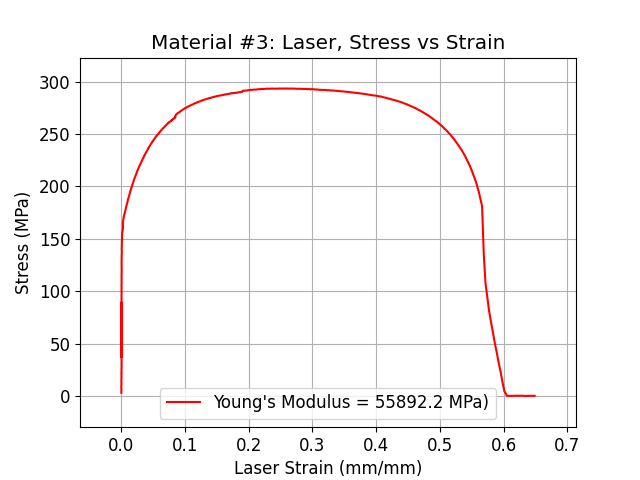 Material #3: Laser, Stress vs Strain
300
250
200
150
100
50
0
Stress (MPa)
Young's Modulus = 55892.2 MPa)
0.0 0.1 0.2 0.3 0.4 0.5 0.6 0.7
Laser Strain (mm/mm)